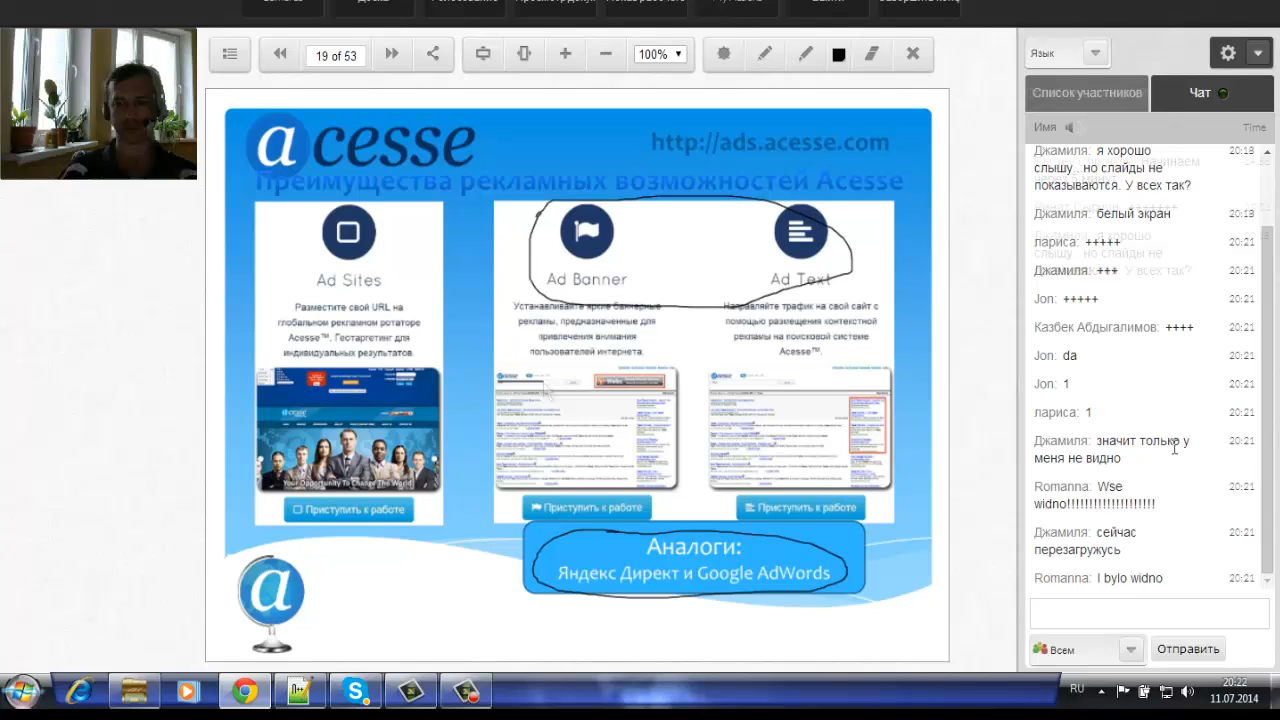 19 of 53
100%
Язык
Список участников
Чат
Имя
Time
acesse
http://ads.acesse.com
Преимущества рекламных возможностей Acesse
Ad Sites
Разместите свой URL на
глобальном рекламном ротаторе
Acesse™. Геотаргетинг для
индивидуальных результатов.
Your Opportunity To Change The World
Приступить к работе
Ad Banner
Устанавливайте яркие баннерные
рекламы, предназначенные для
привлечения внимания
пользователей интернета.
Приступить к работе
Ad Text
Направляйте трафик на свой сайт с
помощью размещения контекстной
рекламы на поисковой системе
Acesse™.
Приступить к работе
Аналоги:
Яндекс Директ и Google AdWords
a
Джамиля: я хорошо 20:18
слышу...но слайды не
показываются. У всех так?
Джамиля: белый экран 20:18
лариса: +++++ 20:21
Джамиля: +++ 20:21
Jon: +++++ 20:21
Казбек Абдыгалимов: ++++ 20:21
Jon: da 20:21
Jon: 1 20:21
лариса: 1 20:21
Джамиля: значит только у 20:21
меня не видно
Romanna: Wse 20:21
widno!!!!!!!!!!!!!!!!!!!!
Джамиля: сейчас 20:21
перезагружусь
Romanna: I bylo widno 20:21
Всем
Отправить
RU
20:22
11.07.2014